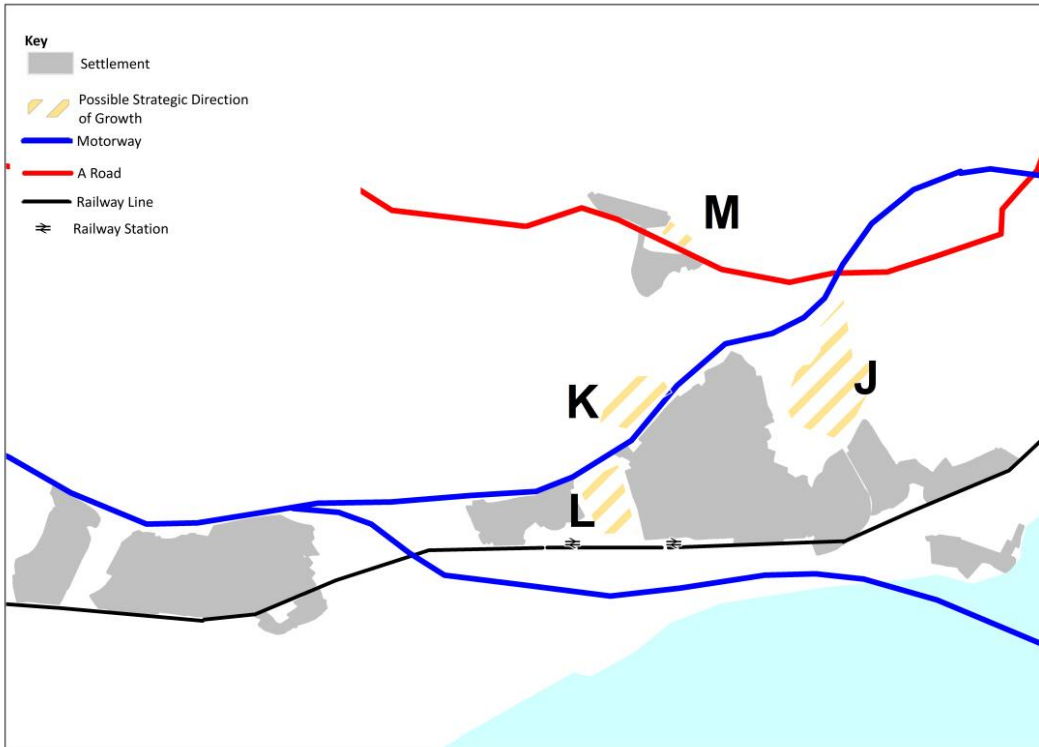 Key
Settlement
Possible Strategic Direction
of Growth
Motorway
A Road
Railway Line
Railway Station
M
K
J
L